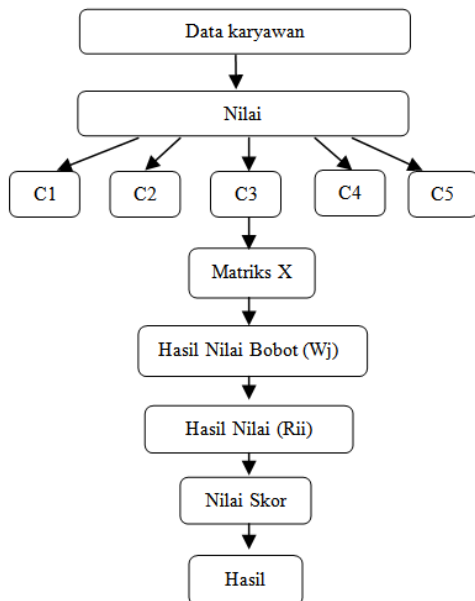 Data karyawan
Nilai
C1 C2 C3 C4 C5
Matriks X
Hasil Nilai Bobot (Wj)
Hasil Nilai (Rii)
Nilai Skor
Hasil